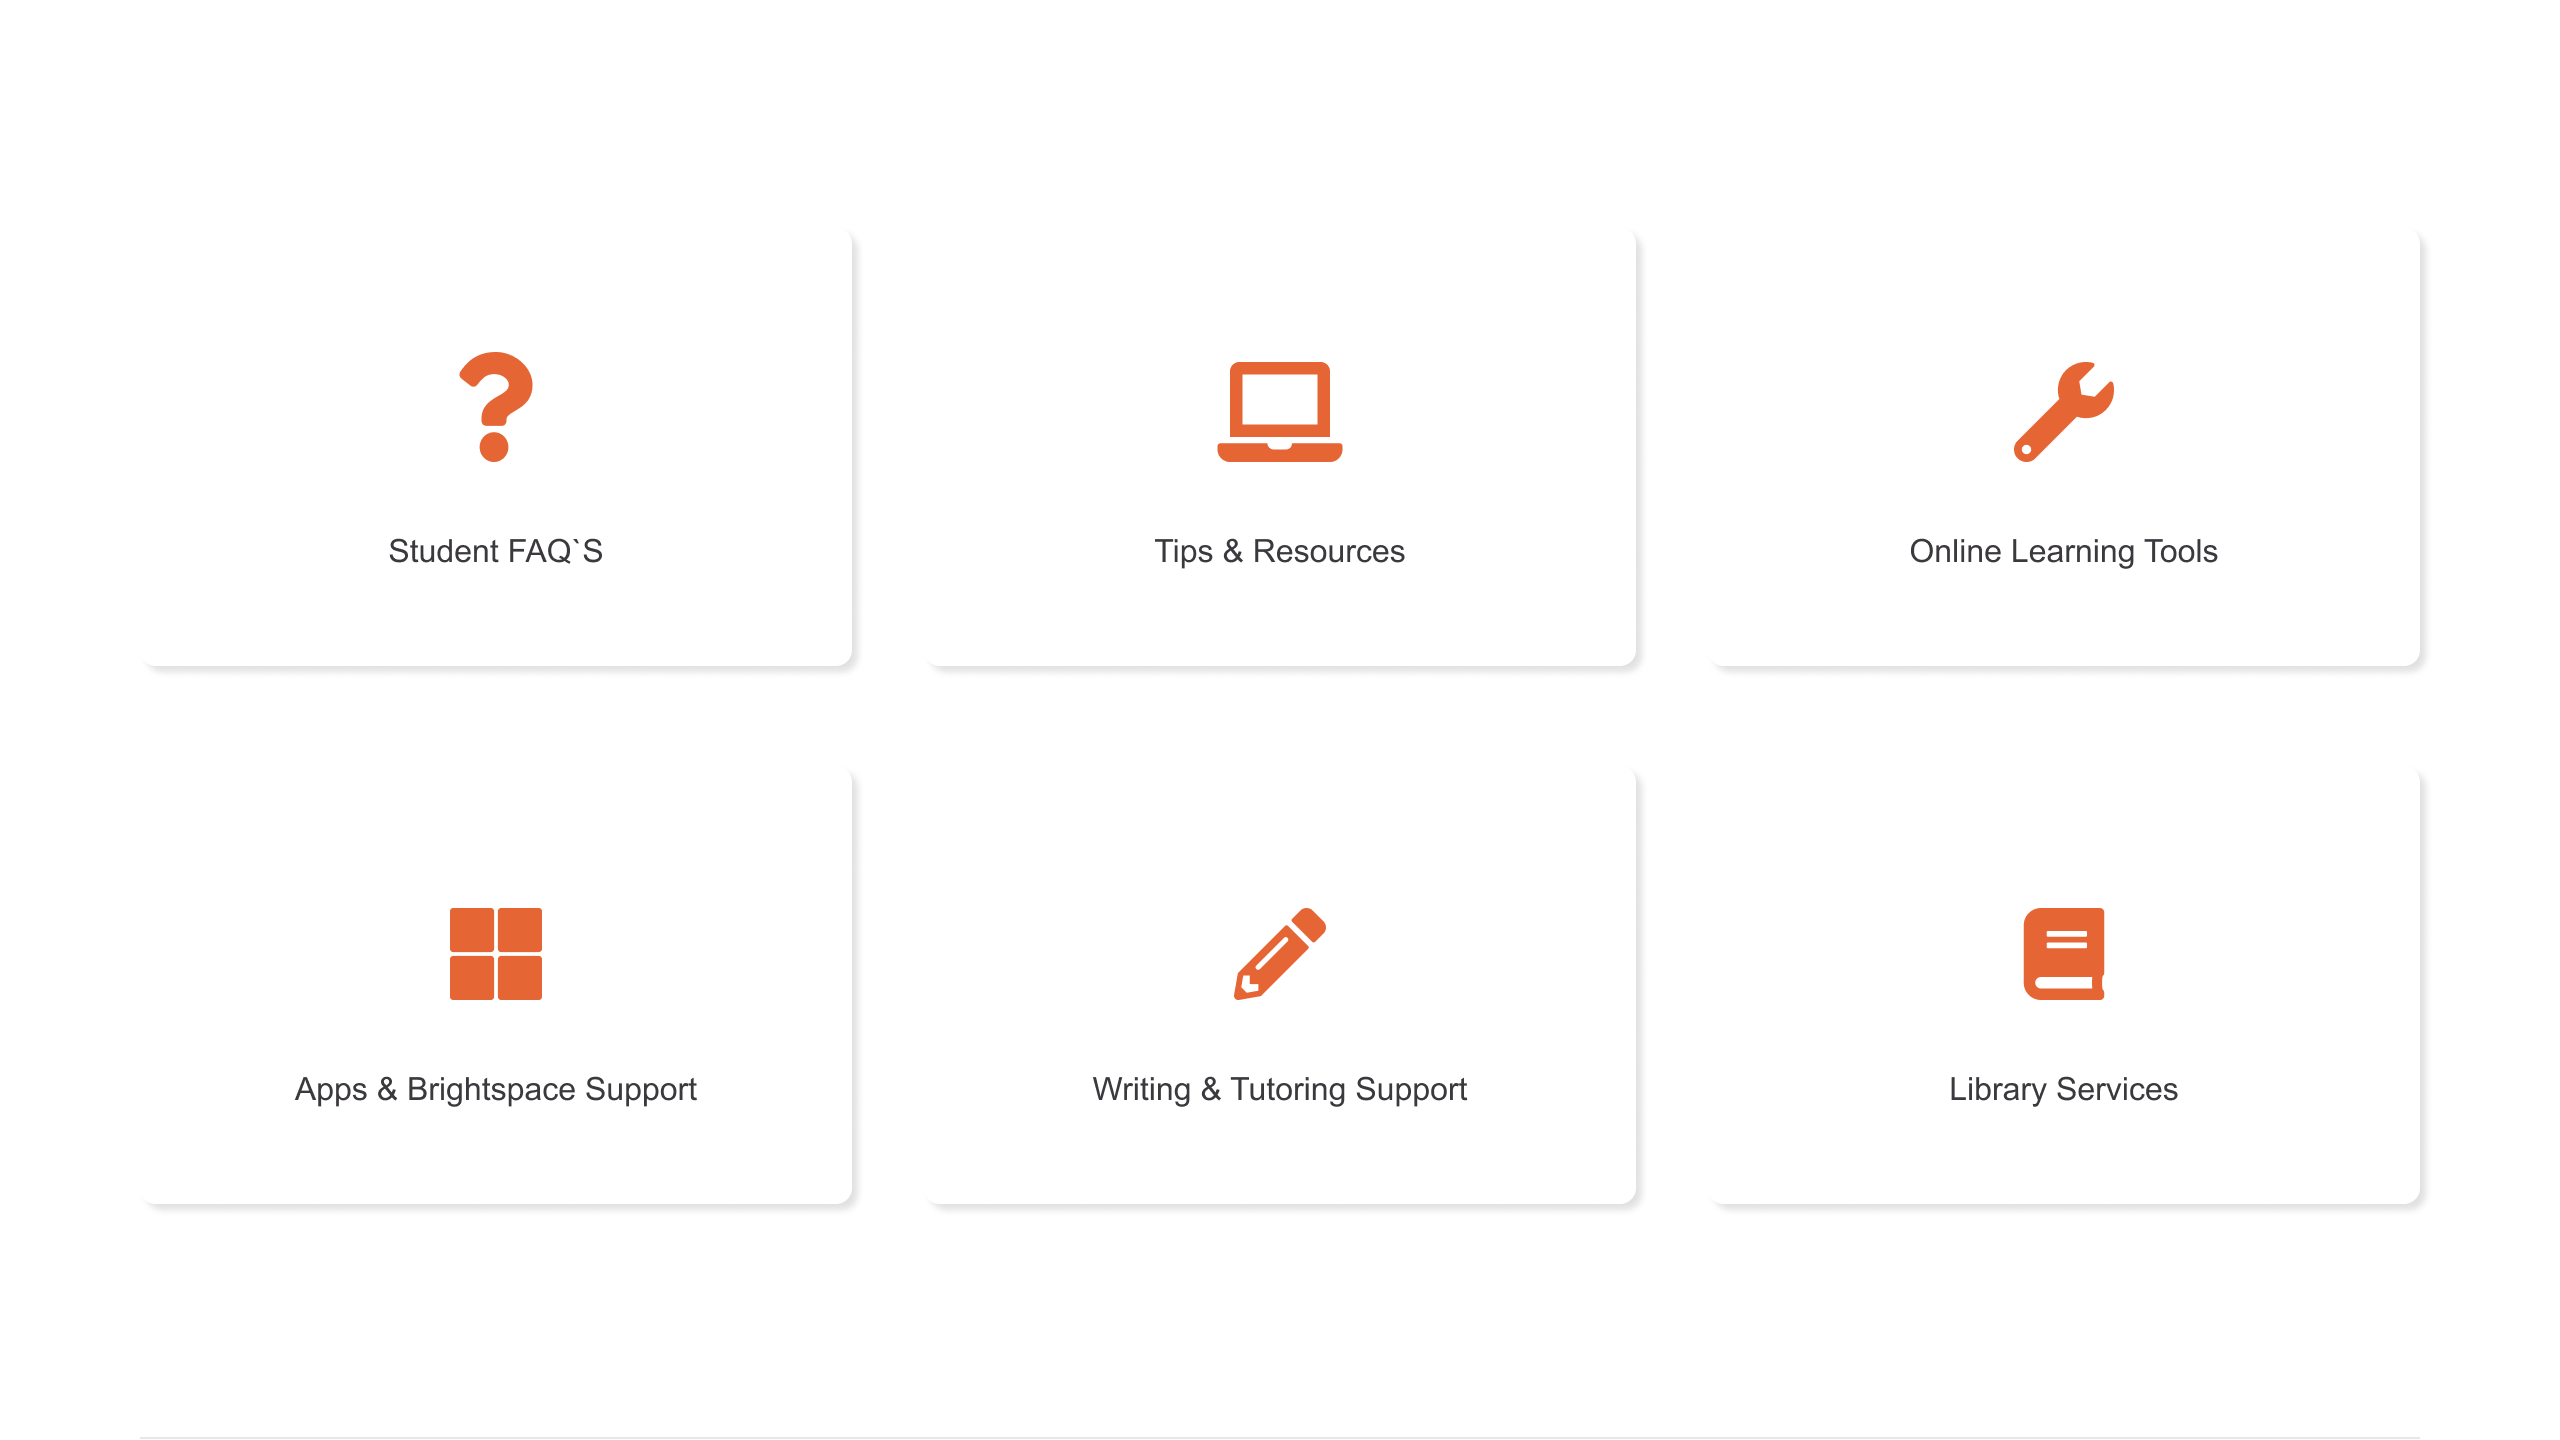 Student FAQ`S
Tips & Resources
Online Learning Tools
Apps & Brightspace Support
Writing & Tutoring Support
Library Services